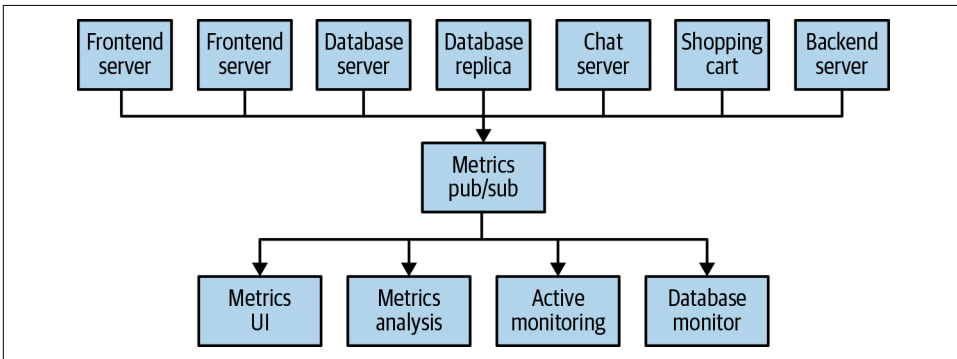 Frontend
server
Frontend
server
Database
server
Database
replica
Chat
server
Shopping
cart
Backend
server
Metrics
pub/sub
Metrics
UI
Metrics
analysis
Active
monitoring
Database
monitor